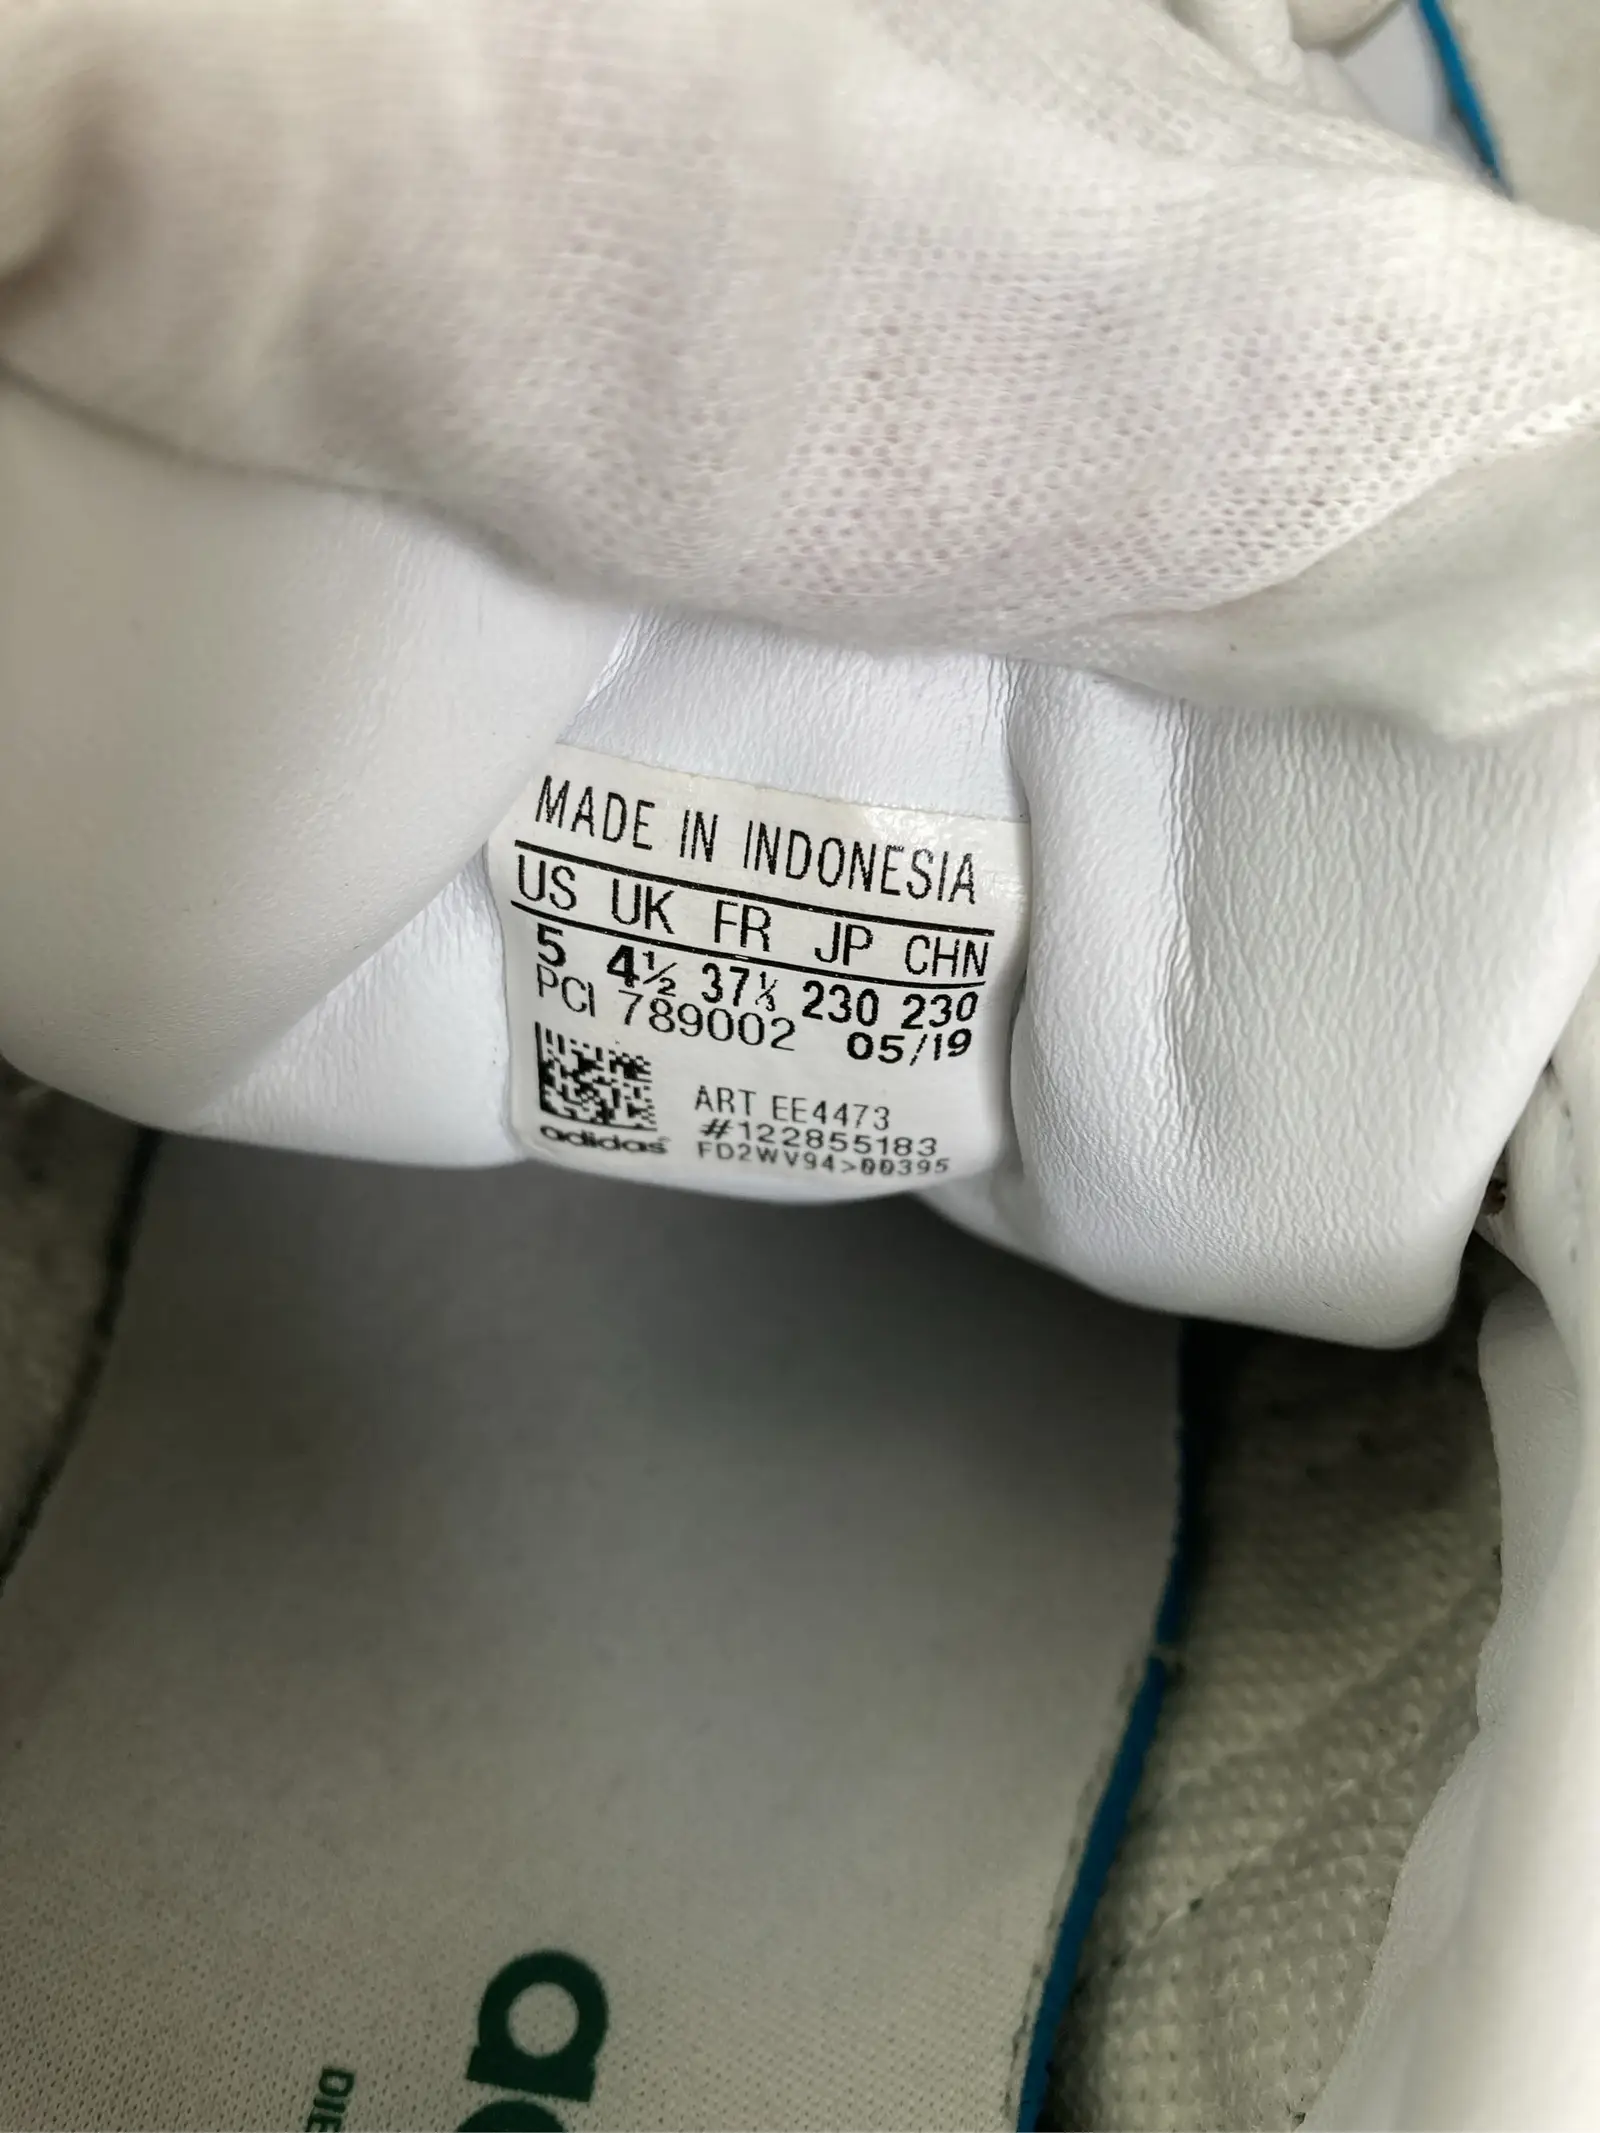 MADE IN INDONESIA
US UK FR JP CHN
5 4½ 37⅓ 230 230
PCI 789002 05/19
ART EE4473
#122855183
adidas FD2WV94>00395